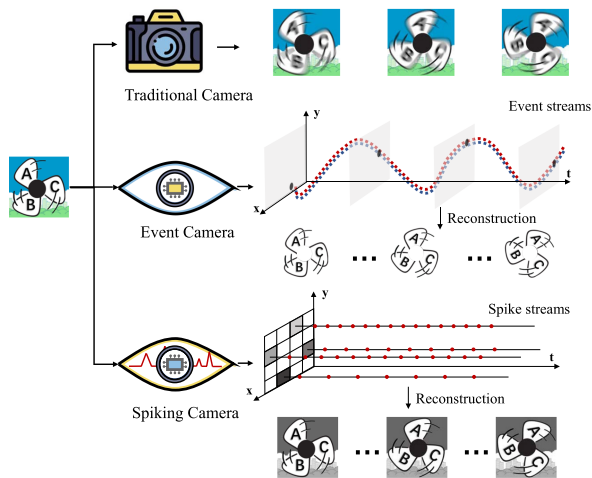 A
C
B
Traditional Camera
A
C
B
A
C
B
Event streams
y
t
x
Event Camera
Reconstruction
A
C
B
A
C
B
A
C
B
Spike streams
y
t
x
Spiking Camera
Reconstruction
A
C
B
A
C
B
A
C
B